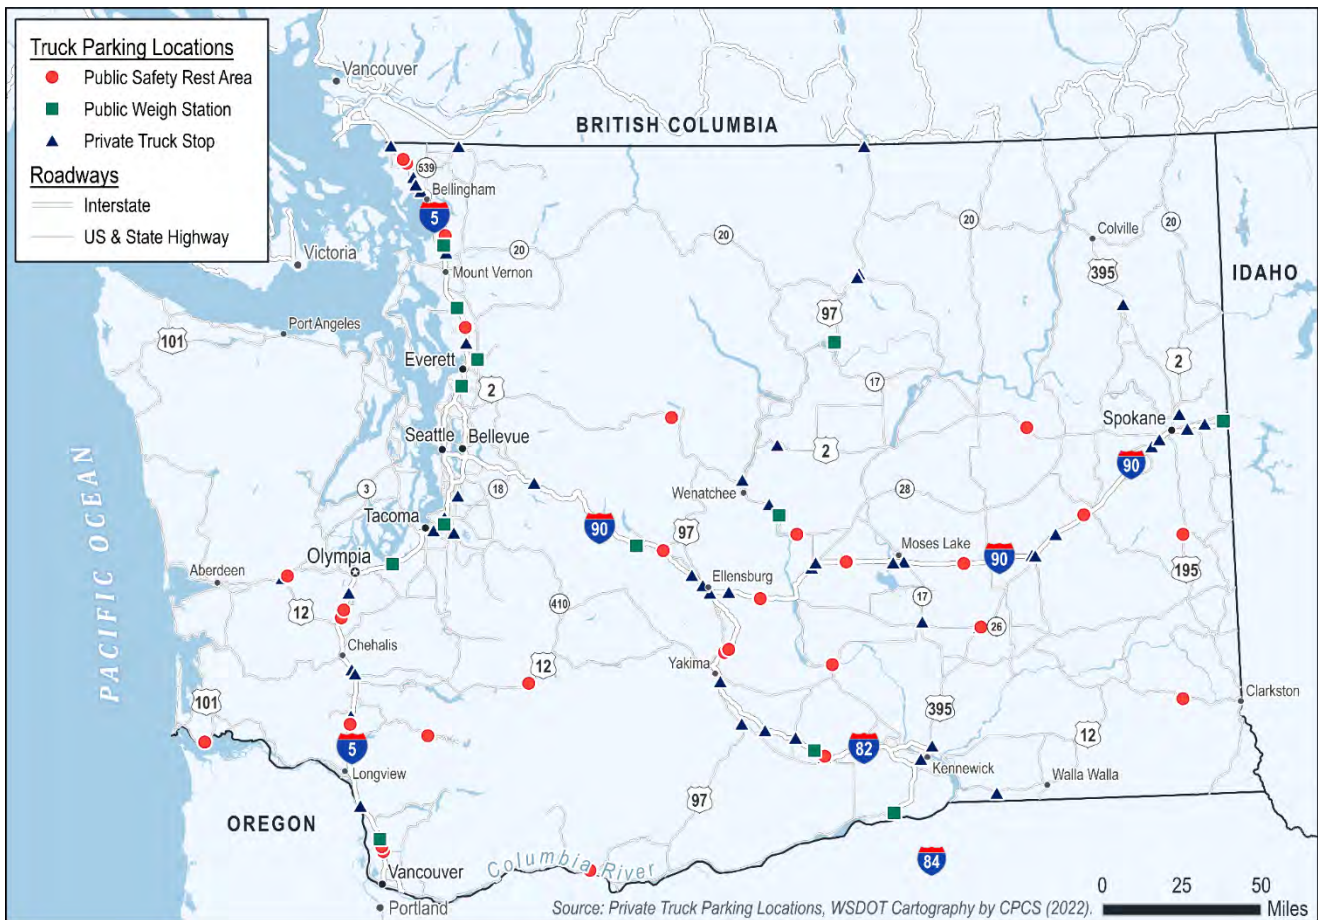 Truck Parking Locations
Public Safety Rest Area
Public Weigh Station
Private Truck Stop
Roadways
Interstate
US & State Highway
Vancouver
BRITISH COLUMBIA
539
Bellingham
5
20
20
20
20
Colville
395
IDAHO
Victoria
Mount Vernon
Port Angeles
101
97
Everett
2
17
2
Spokane
Seattle
Bellevue
2
90
PACIFIC OCEAN
3
18
Wenatchee
28
Tacoma
90
97
Moses Lake
90
Olympia
Aberdeen
Ellensburg
195
12
410
17
26
Chehalis
12
Yakima
101
395
Clarkston
5
82
12
Longview
Kennewick
Walla Walla
97
OREGON
Columbia River
84
Vancouver
Portland
0 25 50
Miles
Source: Private Truck Parking Locations, WSDOT Cartography by CPCS (2022).